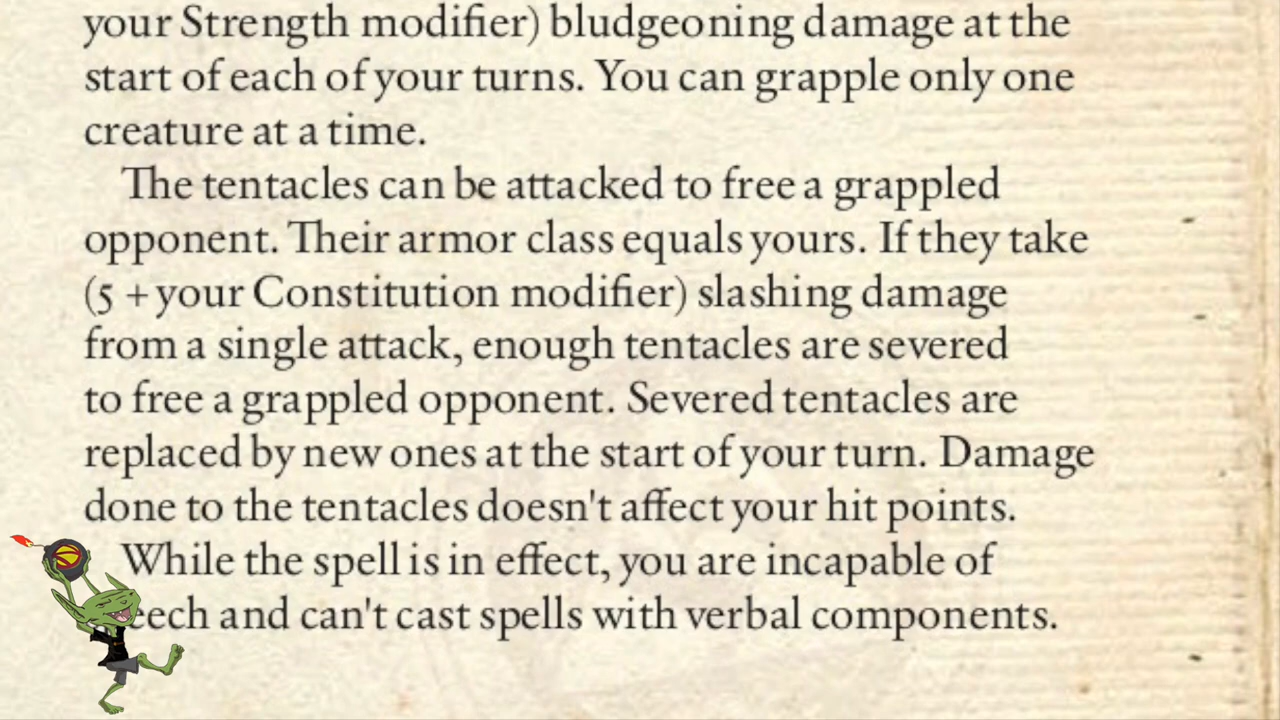 your Strength modifier) bludgeoning damage at the
start of each of your turns. You can grapple only one
creature at a time.
The tentacles can be attacked to free a grappled
opponent. Their armor class equals yours. If they take
(5 + your Constitution modifier) slashing damage
from a single attack, enough tentacles are severed
to free a grappled opponent. Severed tentacles are
replaced by new ones at the start of your turn. Damage
done to the tentacles doesn't affect your hit points.
While the spell is in effect, you are incapable of
eech and can't cast spells with verbal components.